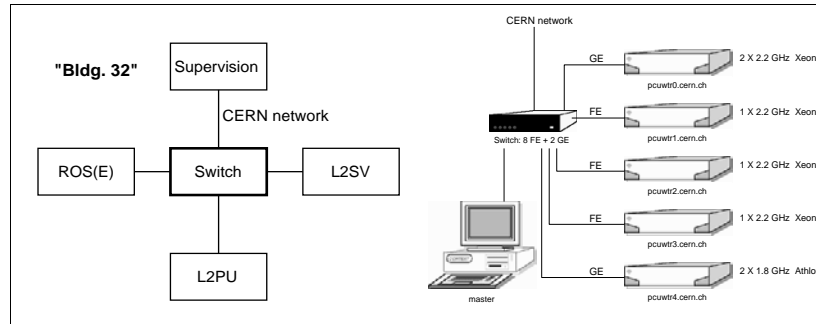 "Bldg. 32"
Supervision
CERN network
ROS(E)
Switch
L2SV
L2PU
CERN network
GE
2 X 2.2 GHz Xeon
pcuwtr0.cern.ch
FE
1 X 2.2 GHz Xeon
pcuwtr1.cern.ch
Switch: 8 FE + 2 GE
FE
1 X 2.2 GHz Xeon
pcuwtr2.cern.ch
FE
1 X 2.2 GHz Xeon
pcuwtr3.cern.ch
GE
2 X 1.8 GHz Athlo
pcuwtr4.cern.ch
master